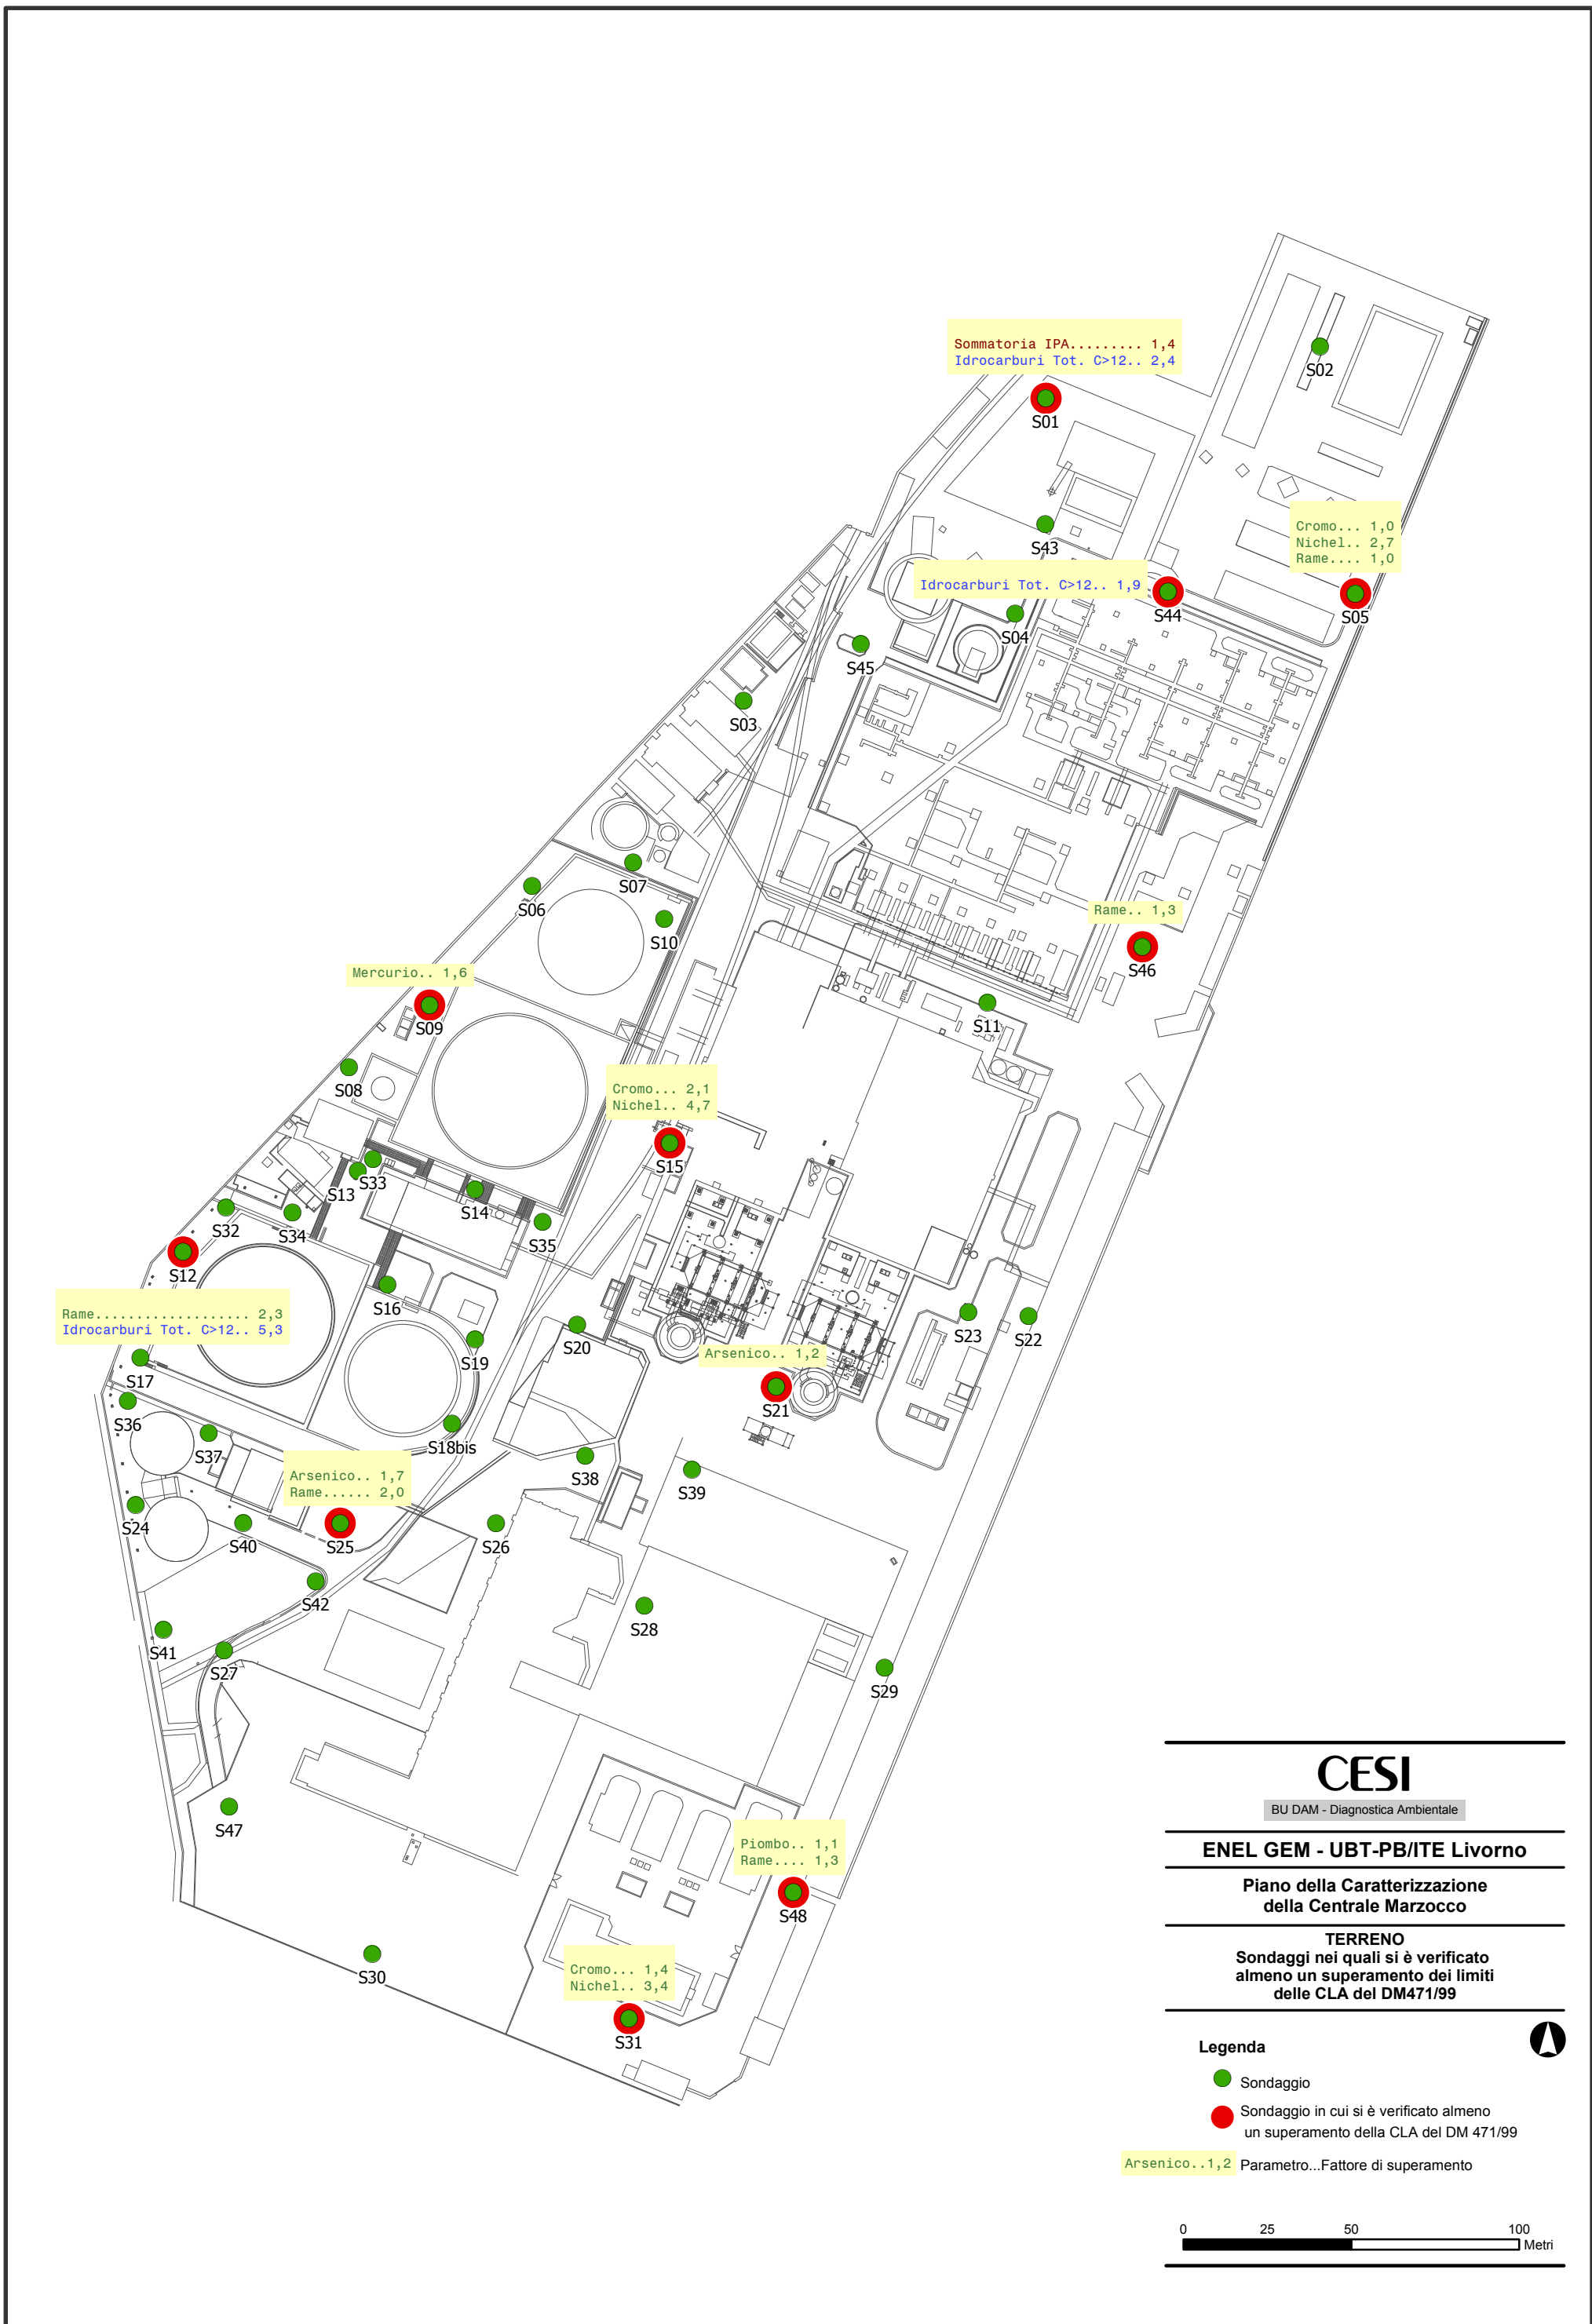 S02
Sommatoria IPA......... 1,4
Idrocarburi Tot. C>12.. 2,4
S01
Cromo... 1,0
Nichel.. 2,7
Rame.... 1,0
S43
Idrocarburi Tot. C>12.. 1,9
S44
S05
S04
S45
S03
S07
S06
S10
Rame.. 1,3
S46
Mercurio.. 1,6
S09
S11
S08
Cromo... 2,1
Nichel.. 4,7
S15
S33
S13
S14
S32
S34
S35
S12
S16
Rame................... 2,3
Idrocarburi Tot. C>12.. 5,3
S20
S19
S23
S22
Arsenico.. 1,2
S21
S17
S36
S37
S18bis
S38
S39
Arsenico.. 1,7
Rame...... 2,0
S24
S40
S25
S26
S42
S28
S41
S27
S29
S47
Piombo.. 1,1
Rame.... 1,3
S48
S30
Cromo... 1,4
Nichel.. 3,4
S31
CESI
BU DAM - Diagnostica Ambientale
ENEL GEM - UBT-PB/ITE Livorno
Piano della Caratterizzazione
della Centrale Marzocco
TERRENO
Sondaggi nei quali si è verificato
almeno un superamento dei limiti
delle CLA del DM471/99
Legenda
Sondaggio
Sondaggio in cui si è verificato almeno
un superamento della CLA del DM 471/99
Arsenico..1,2 Parametro...Fattore di superamento
0 25 50 100
Metri